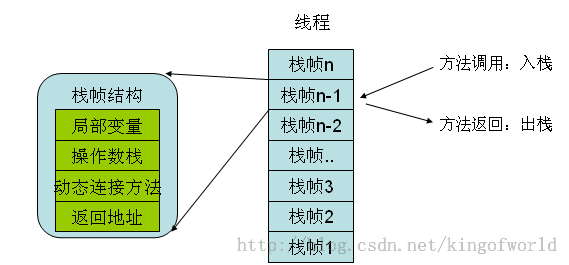 线程
栈帧n
栈帧n-1
栈帧n-2
栈帧..
栈帧3
栈帧2
栈帧1
方法调用：入栈
方法返回：出栈
栈帧结构
局部变量
操作数栈
动态连接方法
返回地址
http://blog.csdn.net/kingofworld